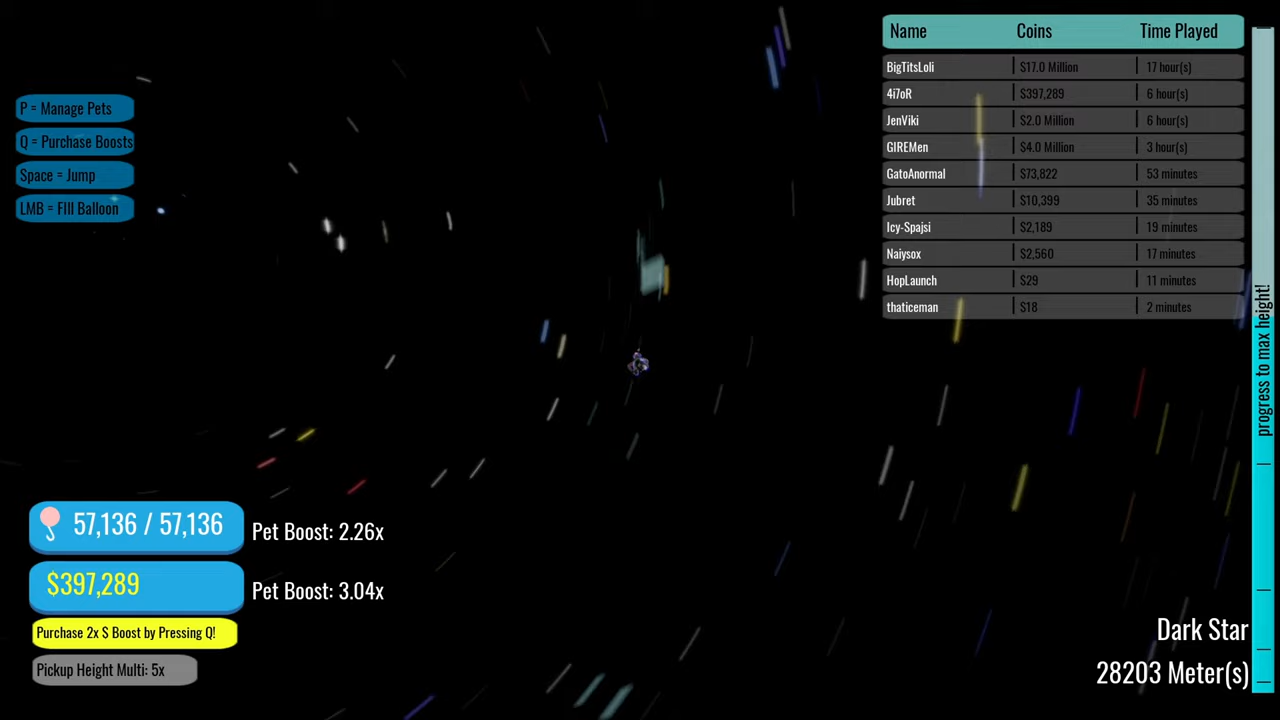 P = Manage Pets
Q = Purchase Boosts
Space = Jump
LMB = FIll Balloon
Name Coins Time Played
BigTitsLoli $17.0 Million 17 hour(s)
4i7oR $397,289 6 hour(s)
JenViki $2.0 Million 6 hour(s)
GIREMen $4.0 Million 3 hour(s)
GatoAnormal $73,822 53 minutes
Jubret $10,399 35 minutes
Icy-Spajsi $2,189 19 minutes
Naiysox $2,560 17 minutes
HopLaunch $29 11 minutes
thaticeman $18 2 minutes
progress to max height!
57,136 / 57,136 Pet Boost: 2.26x
$397,289 Pet Boost: 3.04x
Purchase 2x $ Boost by Pressing Q!
Pickup Height Multi: 5x
Dark Star
28203 Meter(s)